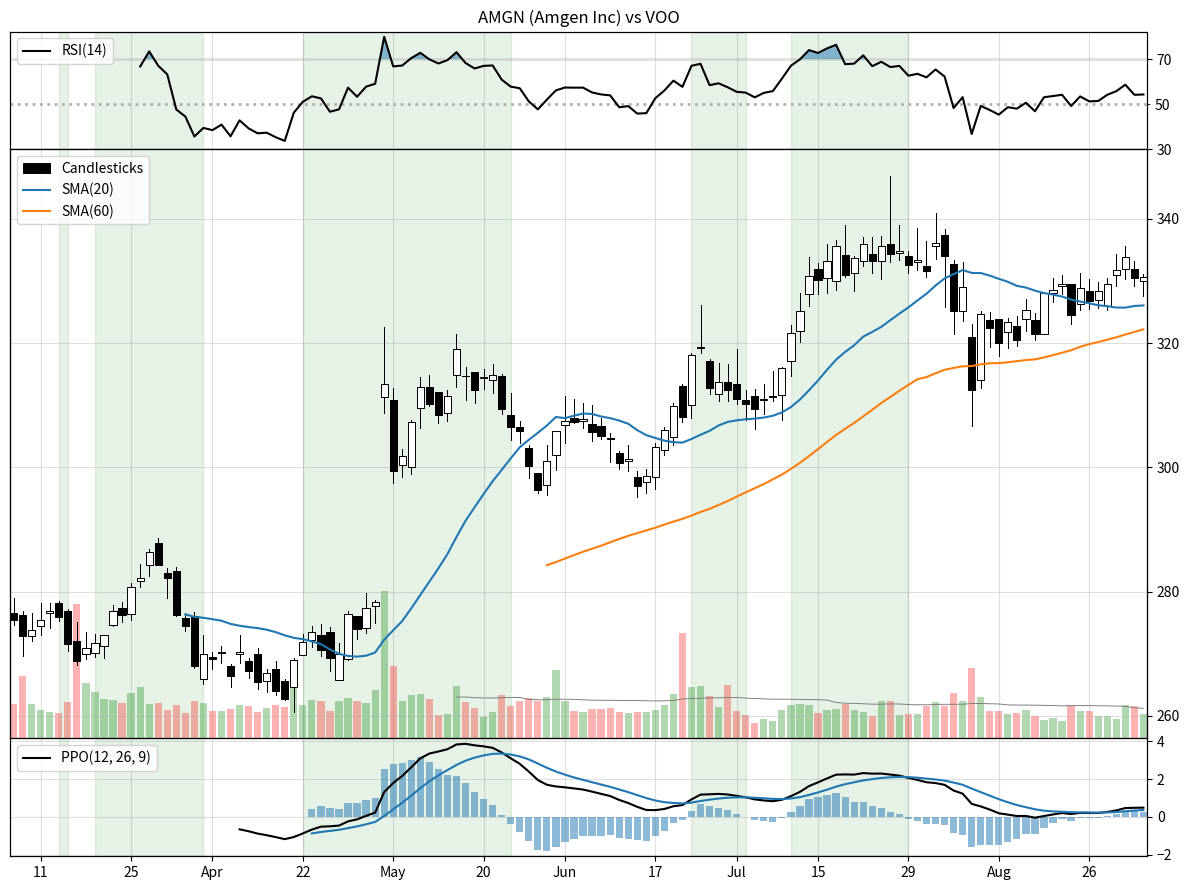 AMGN (Amgen Inc) vs VOO
RSI(14)
70
50
30
Candlesticks
SMA(20)
SMA(60)
340
320
300
280
260
PPO(12, 26, 9)
4
2
0
−2
11 25 Apr 22 May 20 Jun 17 Jul 15 29 Aug 26